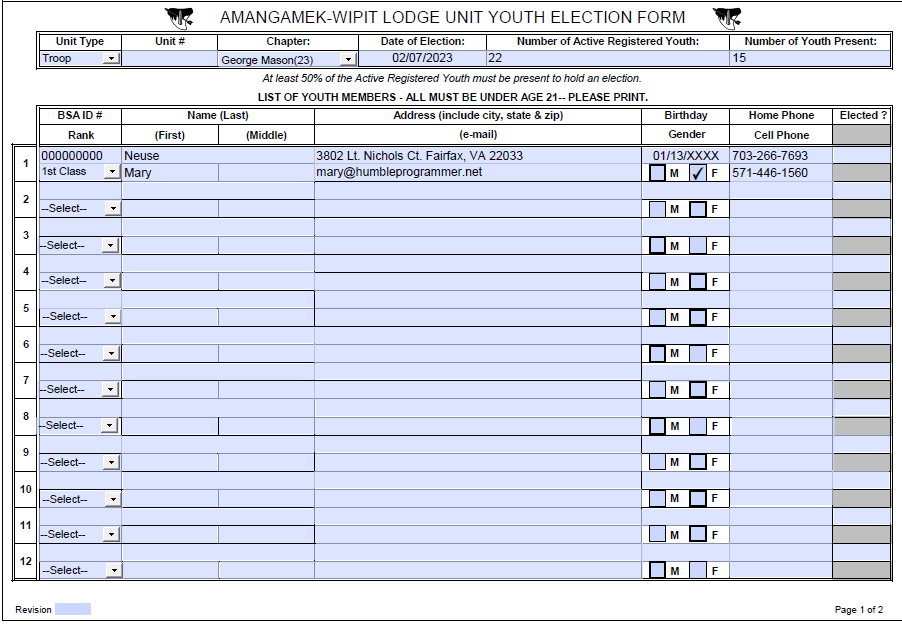 AMANGAMEK-WIPIT LODGE UNIT YOUTH ELECTION FORM
Unit Type Unit # Chapter: Date of Election: Number of Active Registered Youth: Number of Youth Present:
Troop George Mason(23) 02/07/2023 22 15
At least 50% of the Active Registered Youth must be present to hold an election.
LIST OF YOUTH MEMBERS - ALL MUST BE UNDER AGE 21-- PLEASE PRINT.
BSA ID # Name (Last) Address (include city, state & zip) Birthday Home Phone Elected ?
Rank (First) (Middle) (e-mail) Gender Cell Phone
1 000000000 Neuse 3802 Lt. Nichols Ct. Fairfax, VA 22033 01/13/XXXX 703-266-7693
1st Class Mary mary@humbleprogrammer.net M F 571-446-1560
2
--Select-- M F
3
--Select-- M F
4
--Select-- M F
5
--Select-- M F
6
--Select-- M F
7
--Select-- M F
8
--Select-- M F
9
--Select-- M F
10
--Select-- M F
11
--Select-- M F
12
--Select-- M F
Revision Page 1 of 2